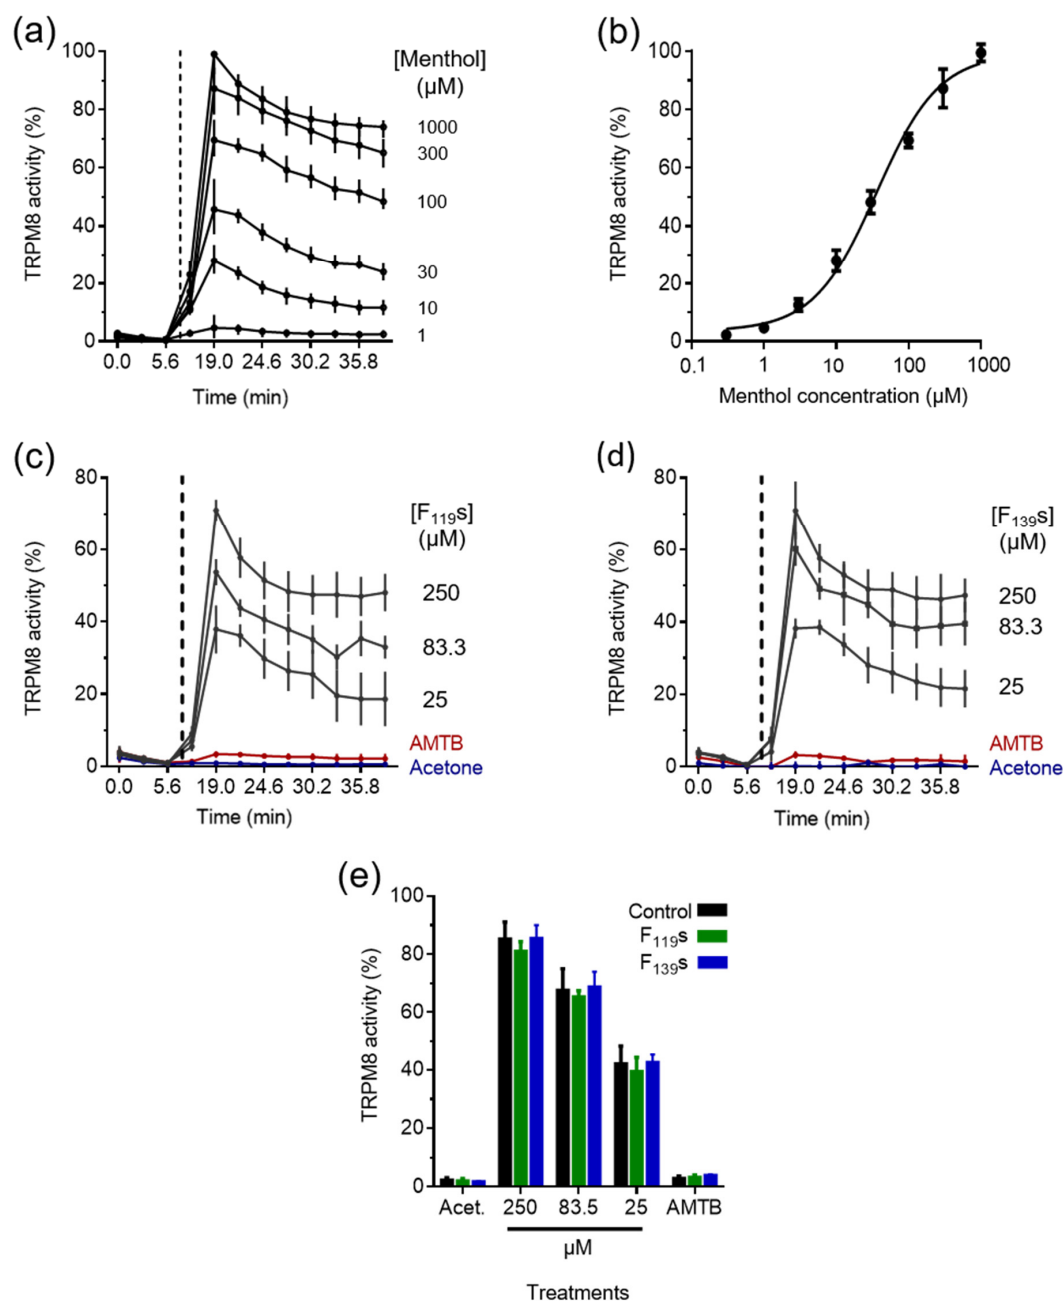 (a)
100
80
60
40
20
0
TRPM8 activity (%)
[Menthol]
(µM)
1000
300
100
30
10
1
0.0 5.6 19.0 24.6 30.2 35.8
Time (min)
(b)
100
80
60
40
20
0
TRPM8 activity (%)
0.1 1 10 100 1000
Menthol concentration (µM)
(c)
80
60
40
20
0
TRPM8 activity (%)
[F₁₁₉s]
(µM)
250
83.3
25
AMTB
Acetone
0.0 5.6 19.0 24.6 30.2 35.8
Time (min)
(d)
80
60
40
20
0
TRPM8 activity (%)
[F₁₃₉s]
(µM)
250
83.3
25
AMTB
Acetone
0.0 5.6 19.0 24.6 30.2 35.8
Time (min)
(e)
100
80
60
40
20
0
TRPM8 activity (%)
Control
F₁₁₉s
F₁₃₉s
Acet. 250 83.5 25 AMTB
µM
Treatments